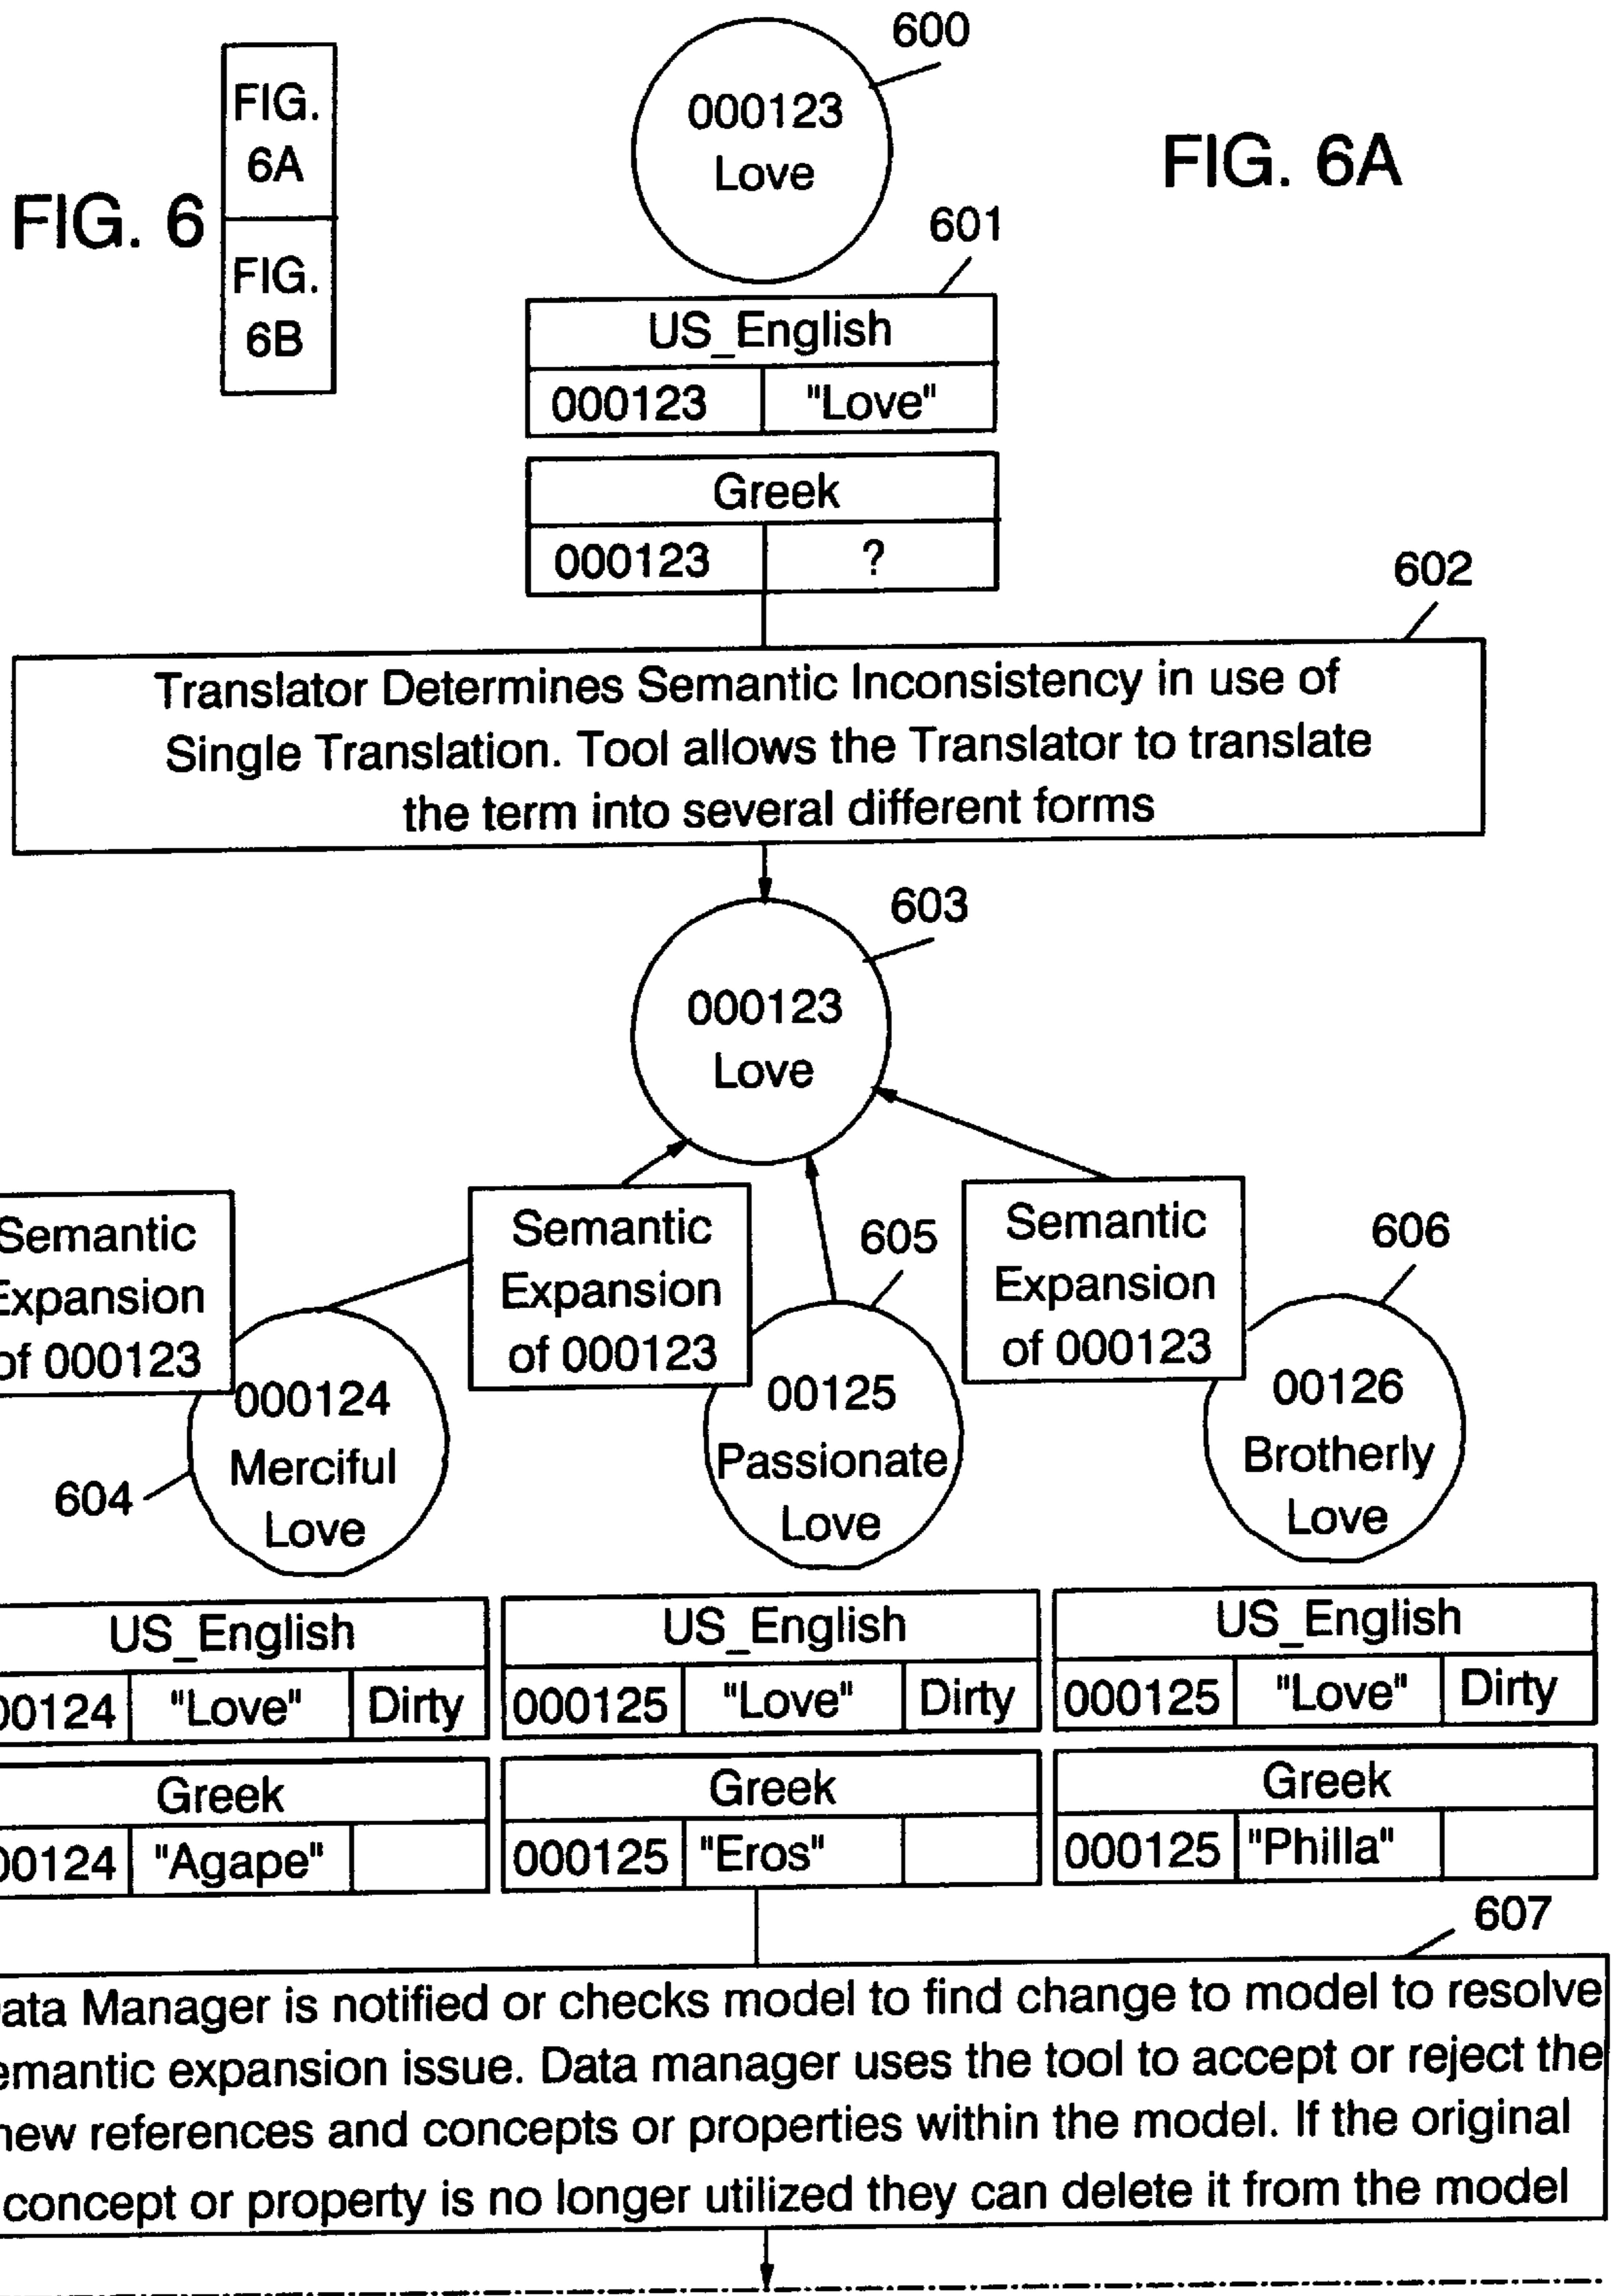 FIG. 6
FIG.
6A
FIG.
6B
600
000123
Love
FIG. 6A
601
US_English
000123 "Love"
Greek
000123 ?
602
Translator Determines Semantic Inconsistency in use of
Single Translation. Tool allows the Translator to translate
the term into several different forms
603
000123
Love
Semantic
Expansion
of 000123
Semantic
Expansion
of 000123
Semantic
Expansion
of 000123
604
000124
Merciful
Love
605
00125
Passionate
Love
606
00126
Brotherly
Love
US_English
00124 "Love" Dirty
US_English
000125 "Love" Dirty
US_English
000125 "Love" Dirty
Greek
00124 "Agape"
Greek
000125 "Eros"
Greek
000125 "Philla"
607
ata Manager is notified or checks model to find change to model to resolve
emantic expansion issue. Data manager uses the tool to accept or reject the
new references and concepts or properties within the model. If the original
concept or property is no longer utilized they can delete it from the model